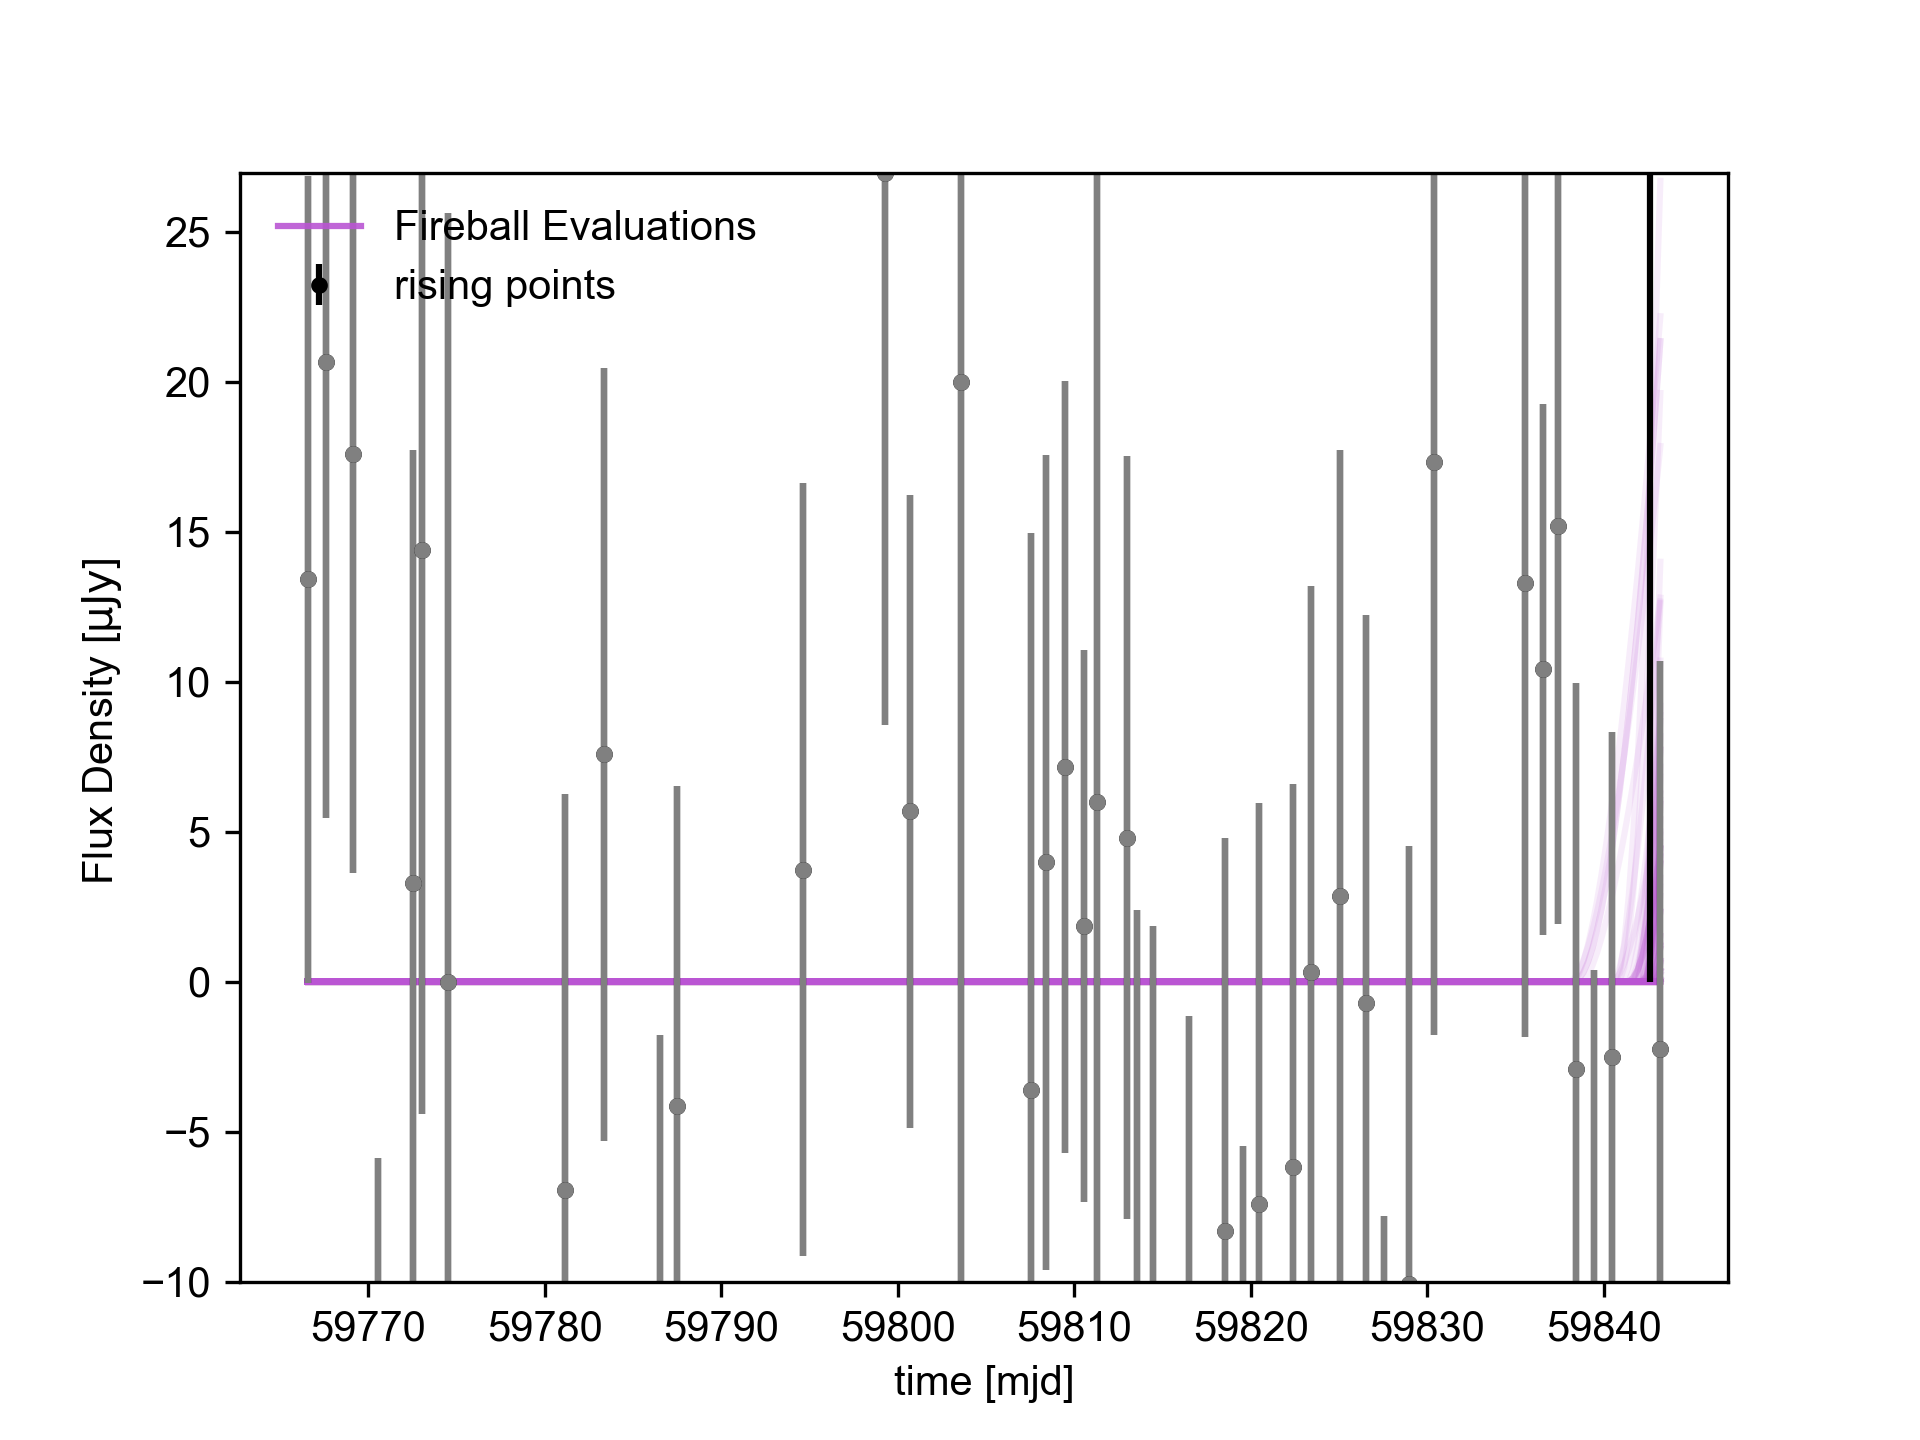 Fireball Evaluations
rising points
25
20
15
10
5
0
−5
−10
Flux Density [µJy]
59770 59780 59790 59800 59810 59820 59830 59840
time [mjd]